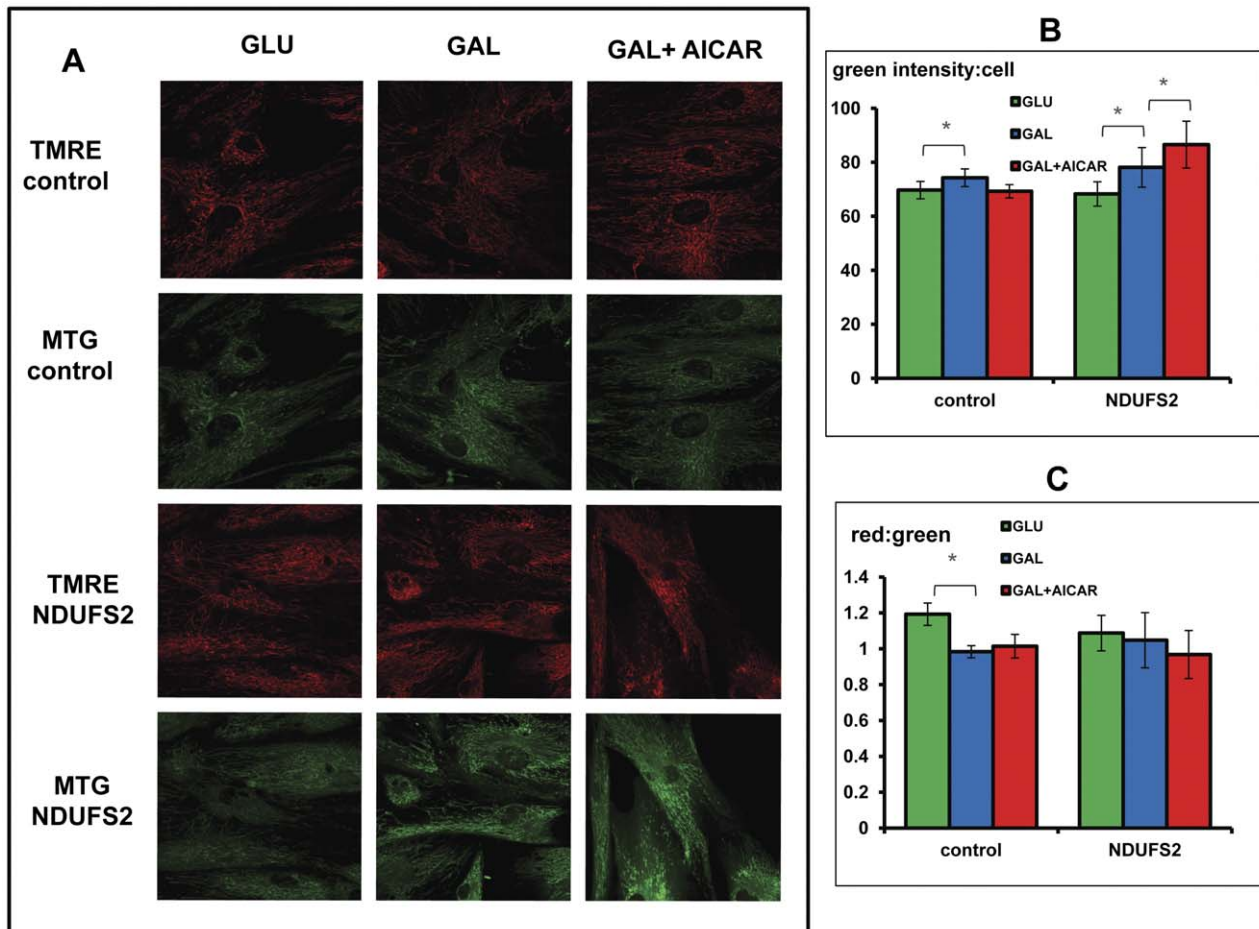 A
GLU
GAL
GAL+ AICAR
TMRE
control
MTG
control
TMRE
NDUFS2
MTG
NDUFS2
B
green intensity:cell
GLU
GAL
GAL+AICAR
*
*
*
100
80
60
40
20
0
control
NDUFS2
C
red:green
GLU
GAL
GAL+AICAR
*
1.4
1.2
1
0.8
0.6
0.4
0.2
0
control
NDUFS2